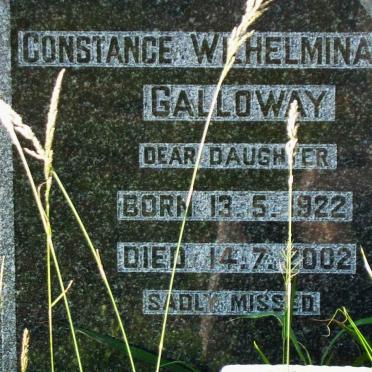 CONSTANCE WILHELMINA
GALLOWAY
DEAR DAUGHTER
BORN 13.5.1922
DIED 14.7.2002
SADLY MISSED